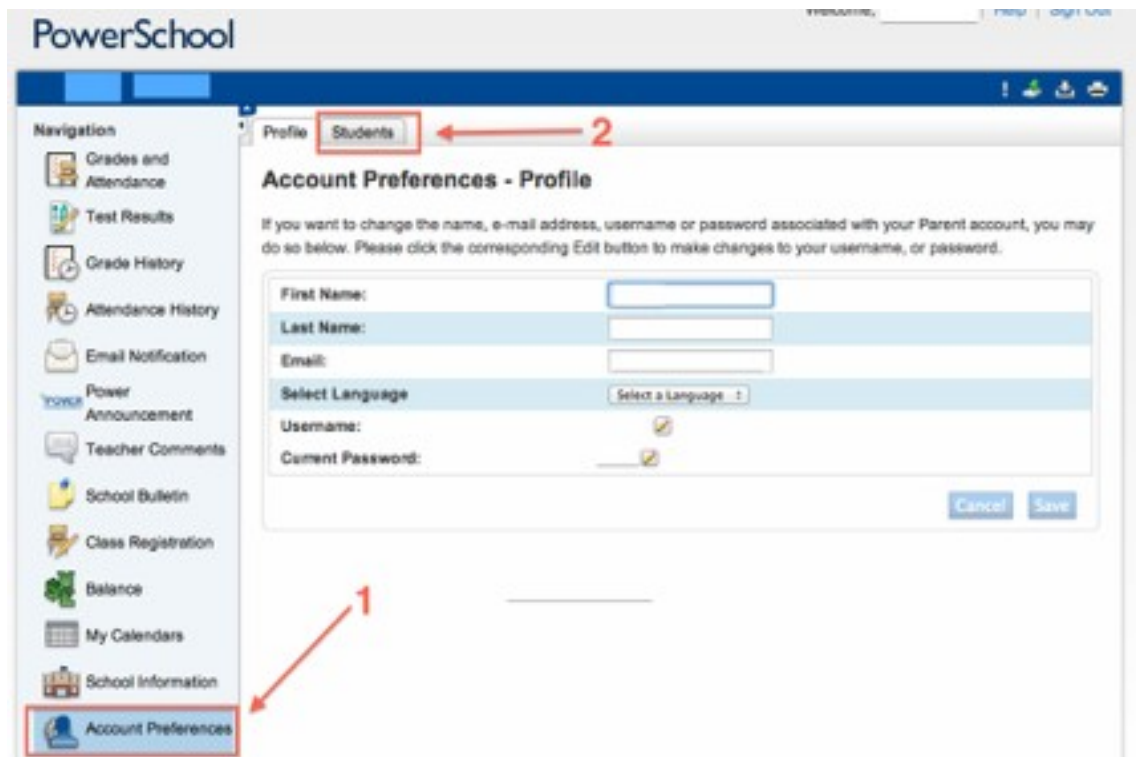 Welcome, Help Sign Out
PowerSchool
Navigation
Grades and
Attendance
Test Results
Grade History
Attendance History
Email Notification
Power
Announcement
Teacher Comments
School Bulletin
Class Registration
Balance
My Calendars
School Information
Account Preferences
1
Profile Students
2
Account Preferences - Profile
If you want to change the name, e-mail address, username or password associated with your Parent account, you may
do so below. Please click the corresponding Edit button to make changes to your username, or password.
First Name:
Last Name:
Email:
Select Language Select a Language
Username:
Current Password:
Cancel Save